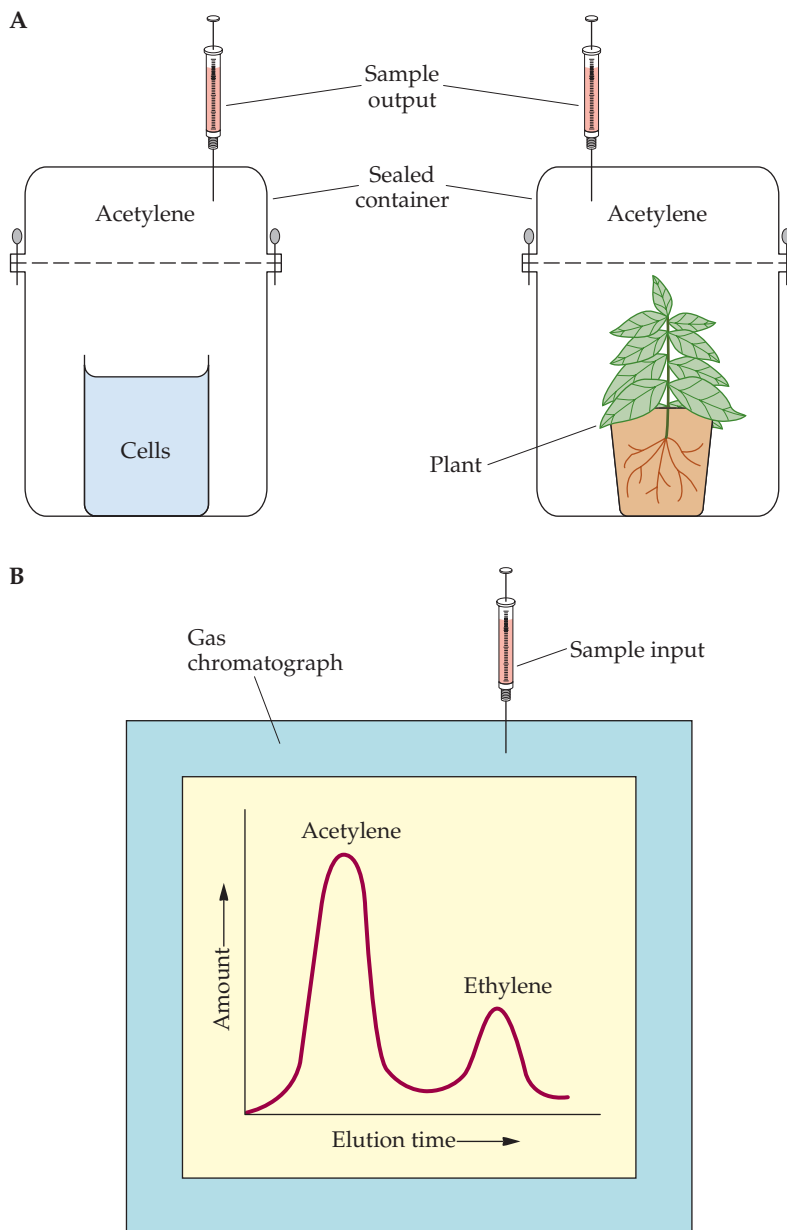 A
Sample
output
Sealed
container
Acetylene
Acetylene
Cells
Plant
B
Gas
chromatograph
Sample input
Acetylene
Ethylene
Amount
Elution time